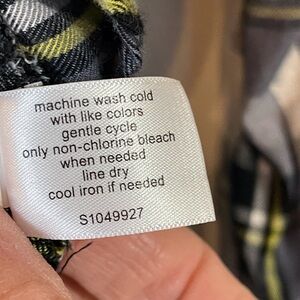 machine wash cold
with like colors
gentle cycle
only non-chlorine bleach
when needed
line dry
cool iron if needed
S1049927